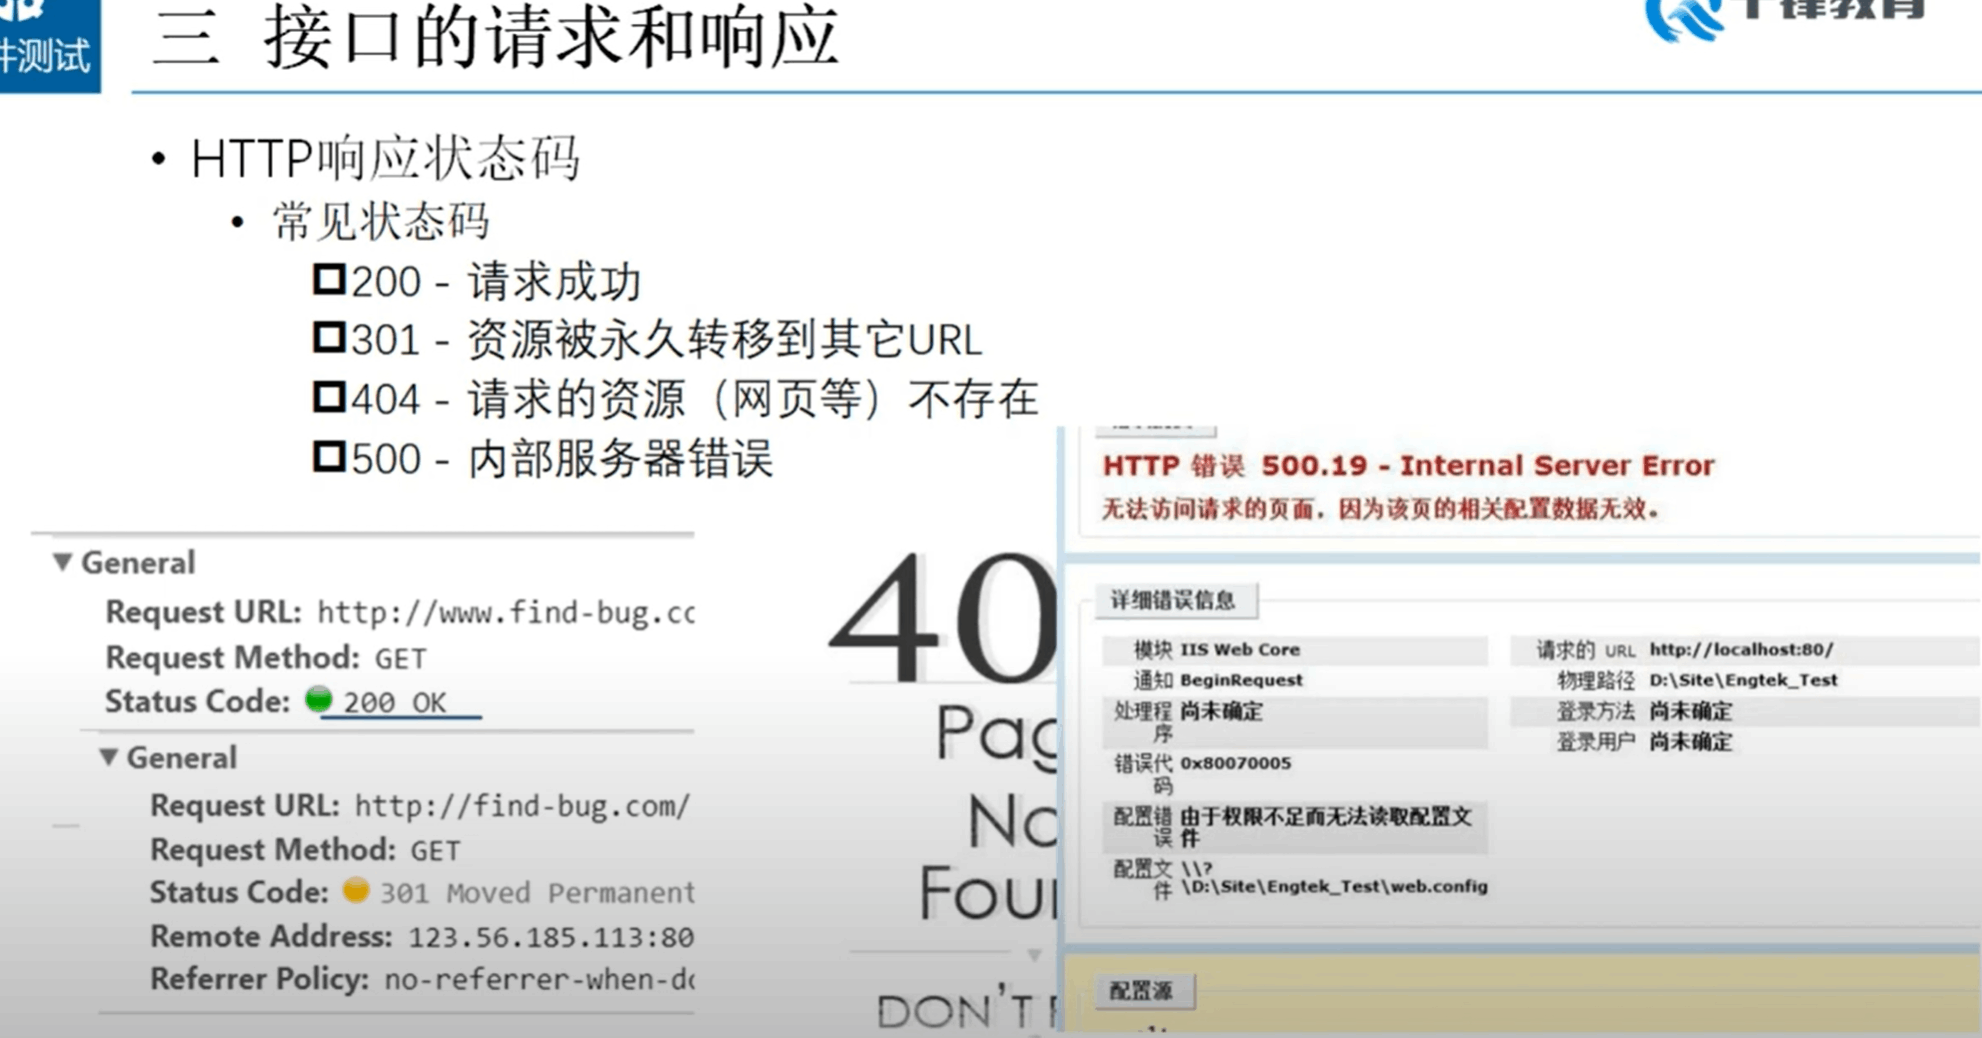 件测试
三 接口的请求和响应
千锋教育
• HTTP响应状态码
• 常见状态码
200 - 请求成功
301 - 资源被永久转移到其它URL
404 - 请求的资源（网页等）不存在
500 - 内部服务器错误
▼ General
Request URL: http://www.find-bug.co
Request Method: GET
Status Code: 200 OK
▼ General
Request URL: http://find-bug.com/
Request Method: GET
Status Code: 301 Moved Permanent
Remote Address: 123.56.185.113:80
Referrer Policy: no-referrer-when-do
40
Pag
No
Foun
DON'T
HTTP 错误 500.19 - Internal Server Error
无法访问请求的页面，因为该页的相关配置数据无效。
详细错误信息
模块 IIS Web Core
通知 BeginRequest
处理程序 尚未确定
错误代码 0x80070005
配置错误 由于权限不足而无法读取配置文件
配置文件 \\?\D:\Site\Engtek_Test\web.config
请求的 URL http://localhost:80/
物理路径 D:\Site\Engtek_Test
登录方法 尚未确定
登录用户 尚未确定
配置源